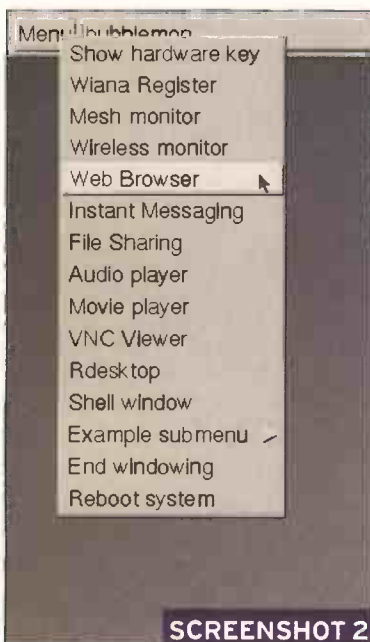 Menu bubblemon
Show hardware key
Wiana Register
Mesh monitor
Wireless monitor
Web Browser
Instant Messaging
File Sharing
Audio player
Movie player
VNC Viewer
Rdesktop
Shell window
Example submenu
End windowing
Reboot system
SCREENSHOT 2